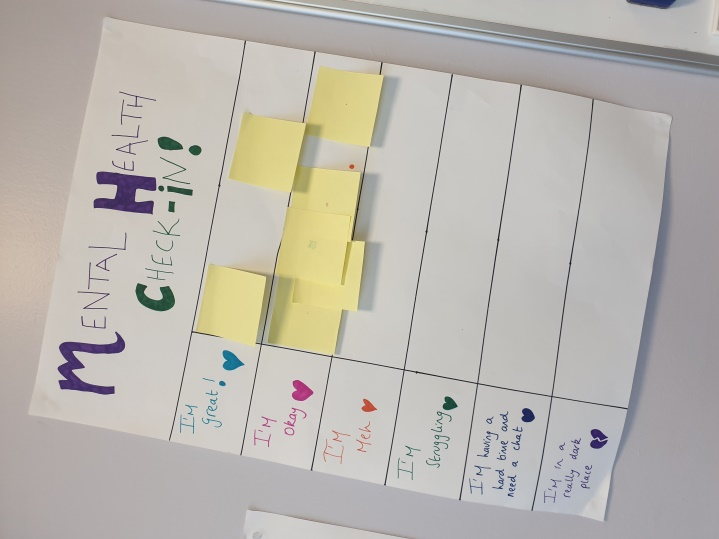 MENTAL HEALTH
CHECK-iN!
I'M
great!
I'M
Okay
I'M
Meh
I'M
Struggling
I'M having a
hard time and
need a chat
I'M in a
really dark
place